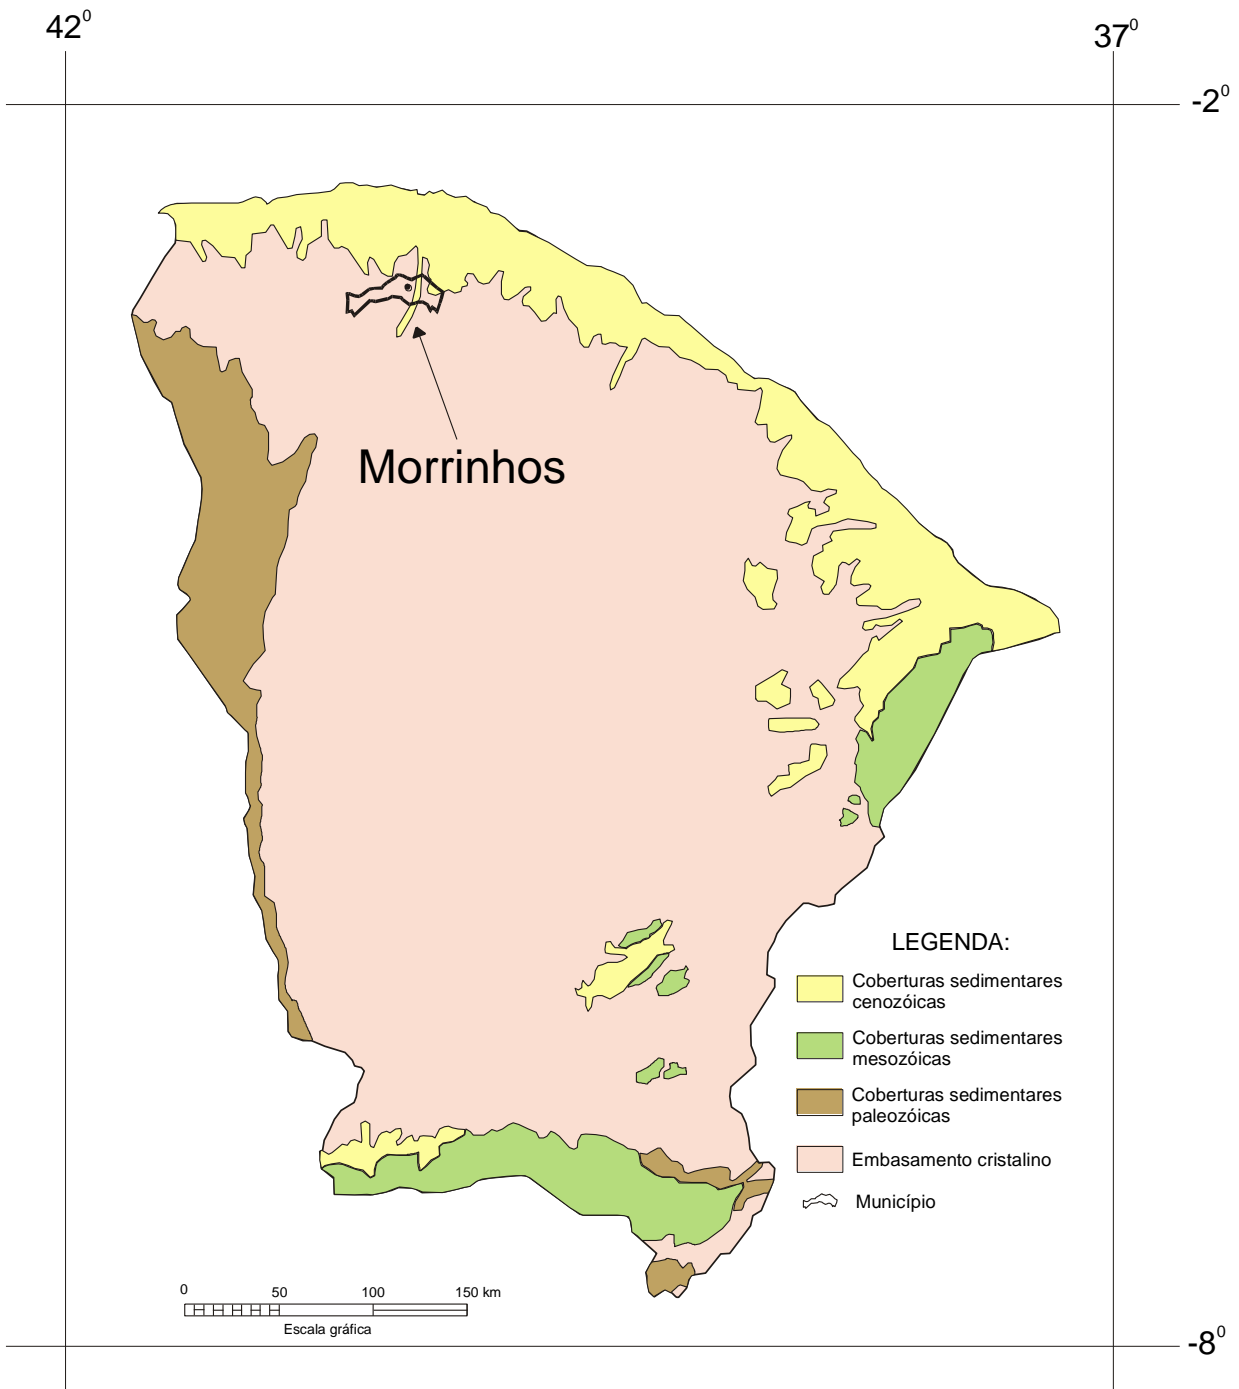 42⁰
37⁰
-2⁰
Morrinhos
LEGENDA:
Coberturas sedimentares
cenozóicas
Coberturas sedimentares
mesozóicas
Coberturas sedimentares
paleozóicas
Embasamento cristalino
Município
0 50 100 150 km
Escala gráfica
-8⁰